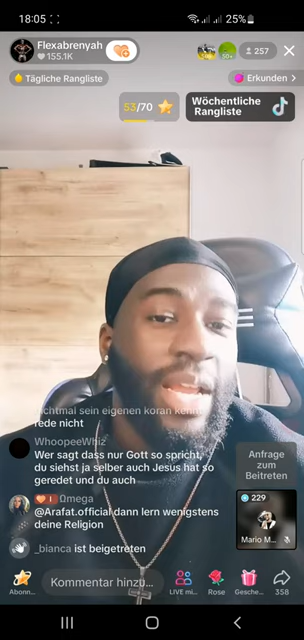 18:05
25%
Flexabrenyah
155.1K
50+
257
Tägliche Rangliste
Erkunden >
53/70
Wöchentliche
Rangliste
nichtmal sein eigenen koran kennt
rede nicht
WhoopeeWhiz
Wer sagt dass nur Gott so spricht,
du siehst ja selber auch Jesus hat so
geredet und du auch
I Ωmega
@Arafat.official dann lern wenigstens
deine Religion
_bianca ist beigetreten
Anfrage
zum
Beitreten
229
Mario M...
Abonn...
Kommentar hinzu...
LIVE mi...
Rose
Gesche...
358